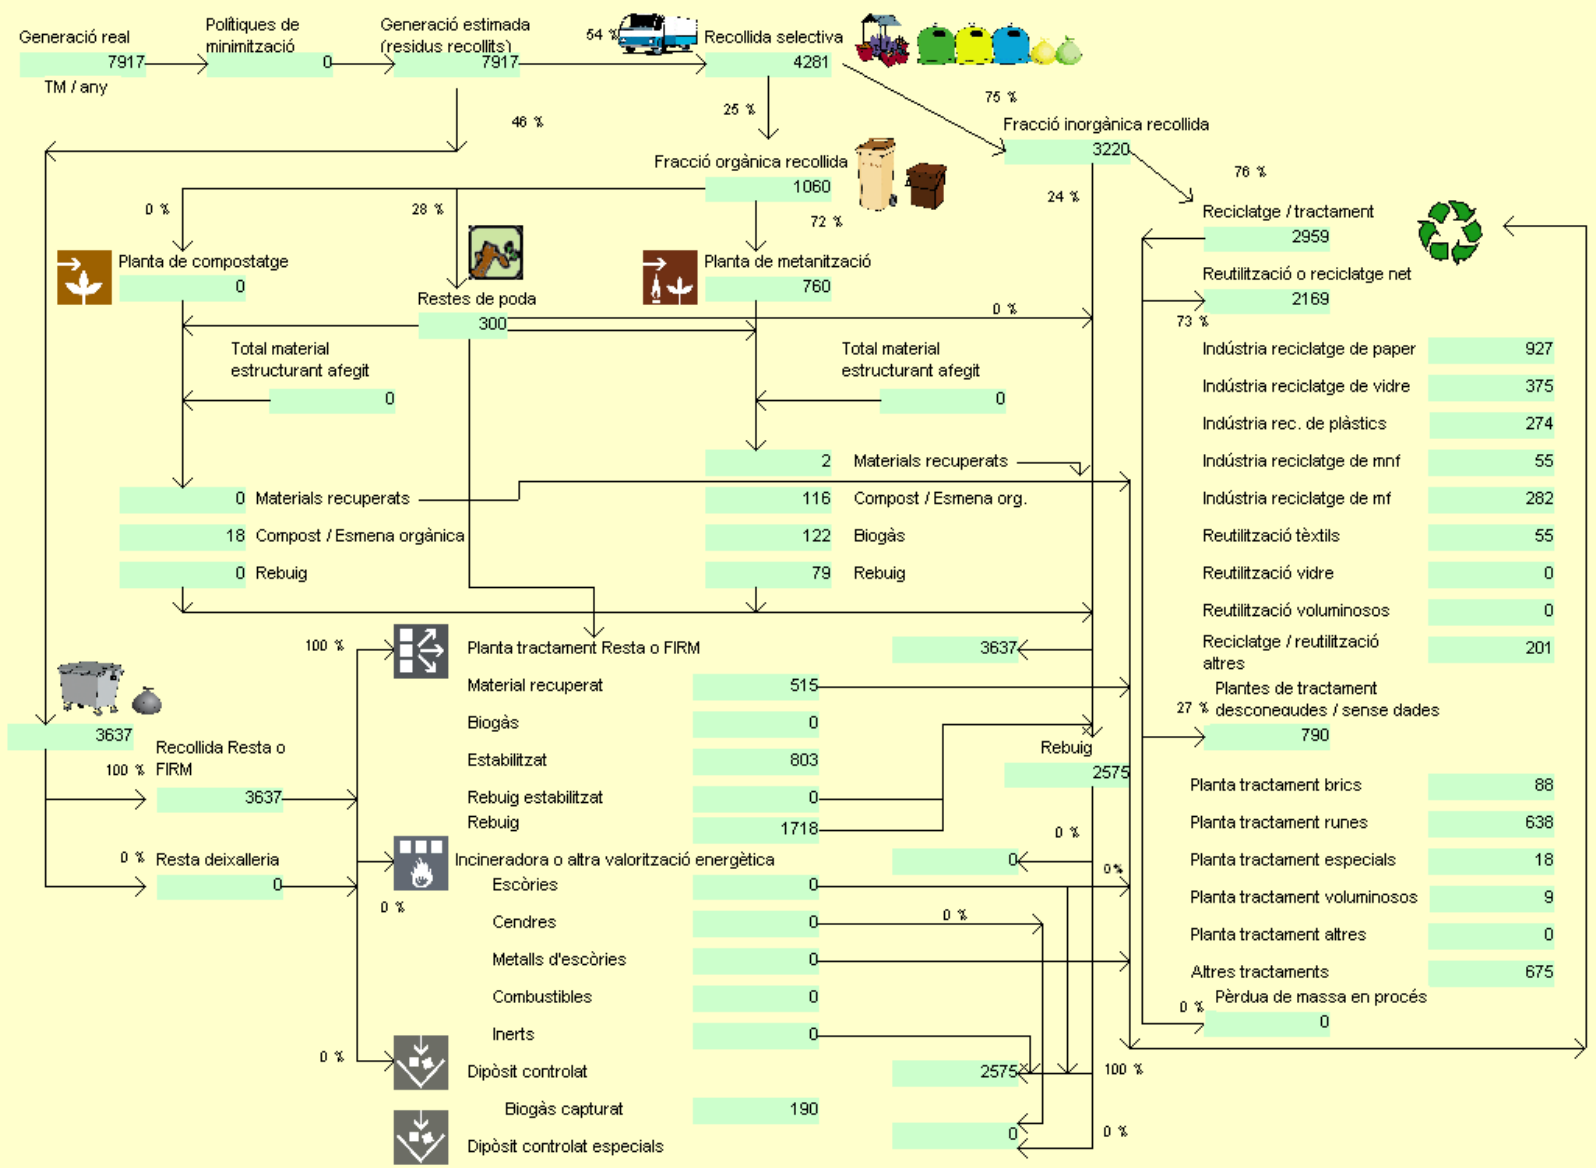 Generació real
7917
TM / any
Polítiques de
minimització
0
Generació estimada
(residus recollits)
7917
54 %
Recollida selectiva
4281
46 %
25 %
75 %
Fracció inorgànica recollida
3220
Fracció orgànica recollida
1060
76 %
24 %
0 %
28 %
72 %
Reciclatge / tractament
2959
Planta de compostatge
0
Restes de poda
300
Planta de metanització
760
Reutilització o reciclatge net
2169
0 %
73 %
Total material
estructurant afegit
0
Total material
estructurant afegit
0
Indústria reciclatge de paper 927
Indústria reciclatge de vidre 375
Indústria rec. de plàstics 274
Indústria reciclatge de mnf 55
Indústria reciclatge de mf 282
Reutilització tèxtils 55
Reutilització vidre 0
Reutilització voluminosos 0
Reciclatge / reutilització
altres
201
2 Materials recuperats
116 Compost / Esmena org.
122 Biogàs
79 Rebuig
0 Materials recuperats
18 Compost / Esmena orgànica
0 Rebuig
100 %
Planta tractament Resta o FIRM 3637
Material recuperat 515
Biogàs 0
Estabilitzat 803
Rebuig estabilitzat 0
Rebuig 1718
3637
Recollida Resta o
FIRM
100 %
3637
0 % Resta deixalleria
0
0 %
Rebuig
2575
Plantes de tractament
27 % desconegudes / sense dades
790
Planta tractament brics 88
Planta tractament runes 638
Planta tractament especials 18
Planta tractament voluminosos 9
Planta tractament altres 0
Altres tractaments 675
0 % Pèrdua de massa en procés
0
0 %
Incineradora o altra valorització energètica 0
0%
Escòries 0
Cendres 0
0 %
Metalls d'escòries 0
Combustibles 0
Inerts 0
0 %
Dipòsit controlat 2575
100 %
Biogàs capturat 190
Dipòsit controlat especials 0
0 %